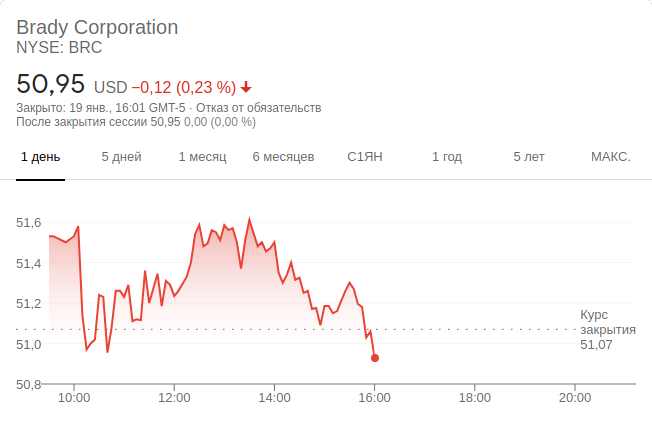 Brady Corporation
NYSE: BRC
50,95 USD −0,12 (0,23 %)
Закрыто: 19 янв., 16:01 GMT-5 · Отказ от обязательств
После закрытия сессии 50,95 0,00 (0,00 %)
1 день 5 дней 1 месяц 6 месяцев С1ЯН 1 год 5 лет МАКС.
51,6
51,4
51,2
51,0
50,8
Курс
закрытия
51,07
10:00 12:00 14:00 16:00 18:00 20:00